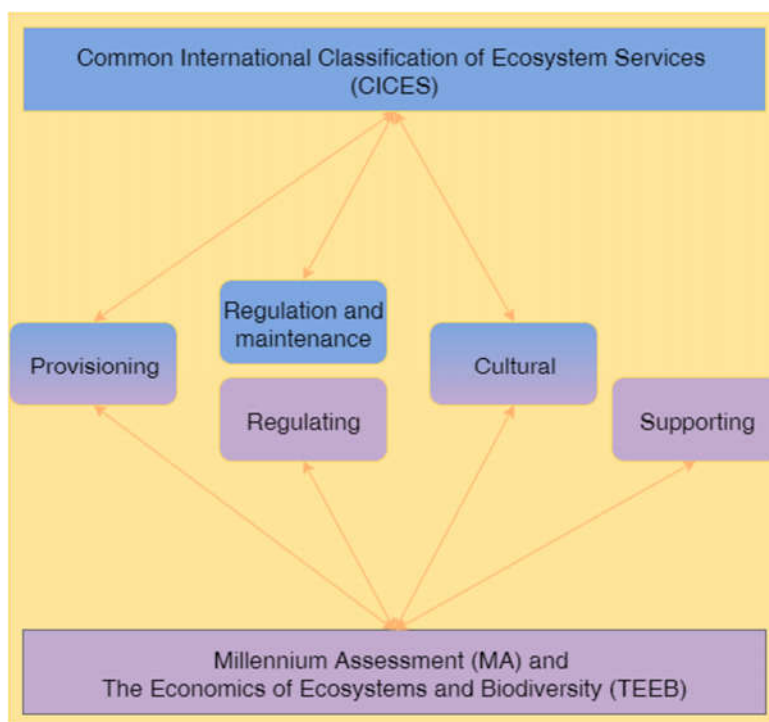 Common International Classification of Ecosystem Services
(CICES)
Regulation and
maintenance
Provisioning
Cultural
Regulating
Supporting
Millennium Assessment (MA) and
The Economics of Ecosystems and Biodiversity (TEEB)